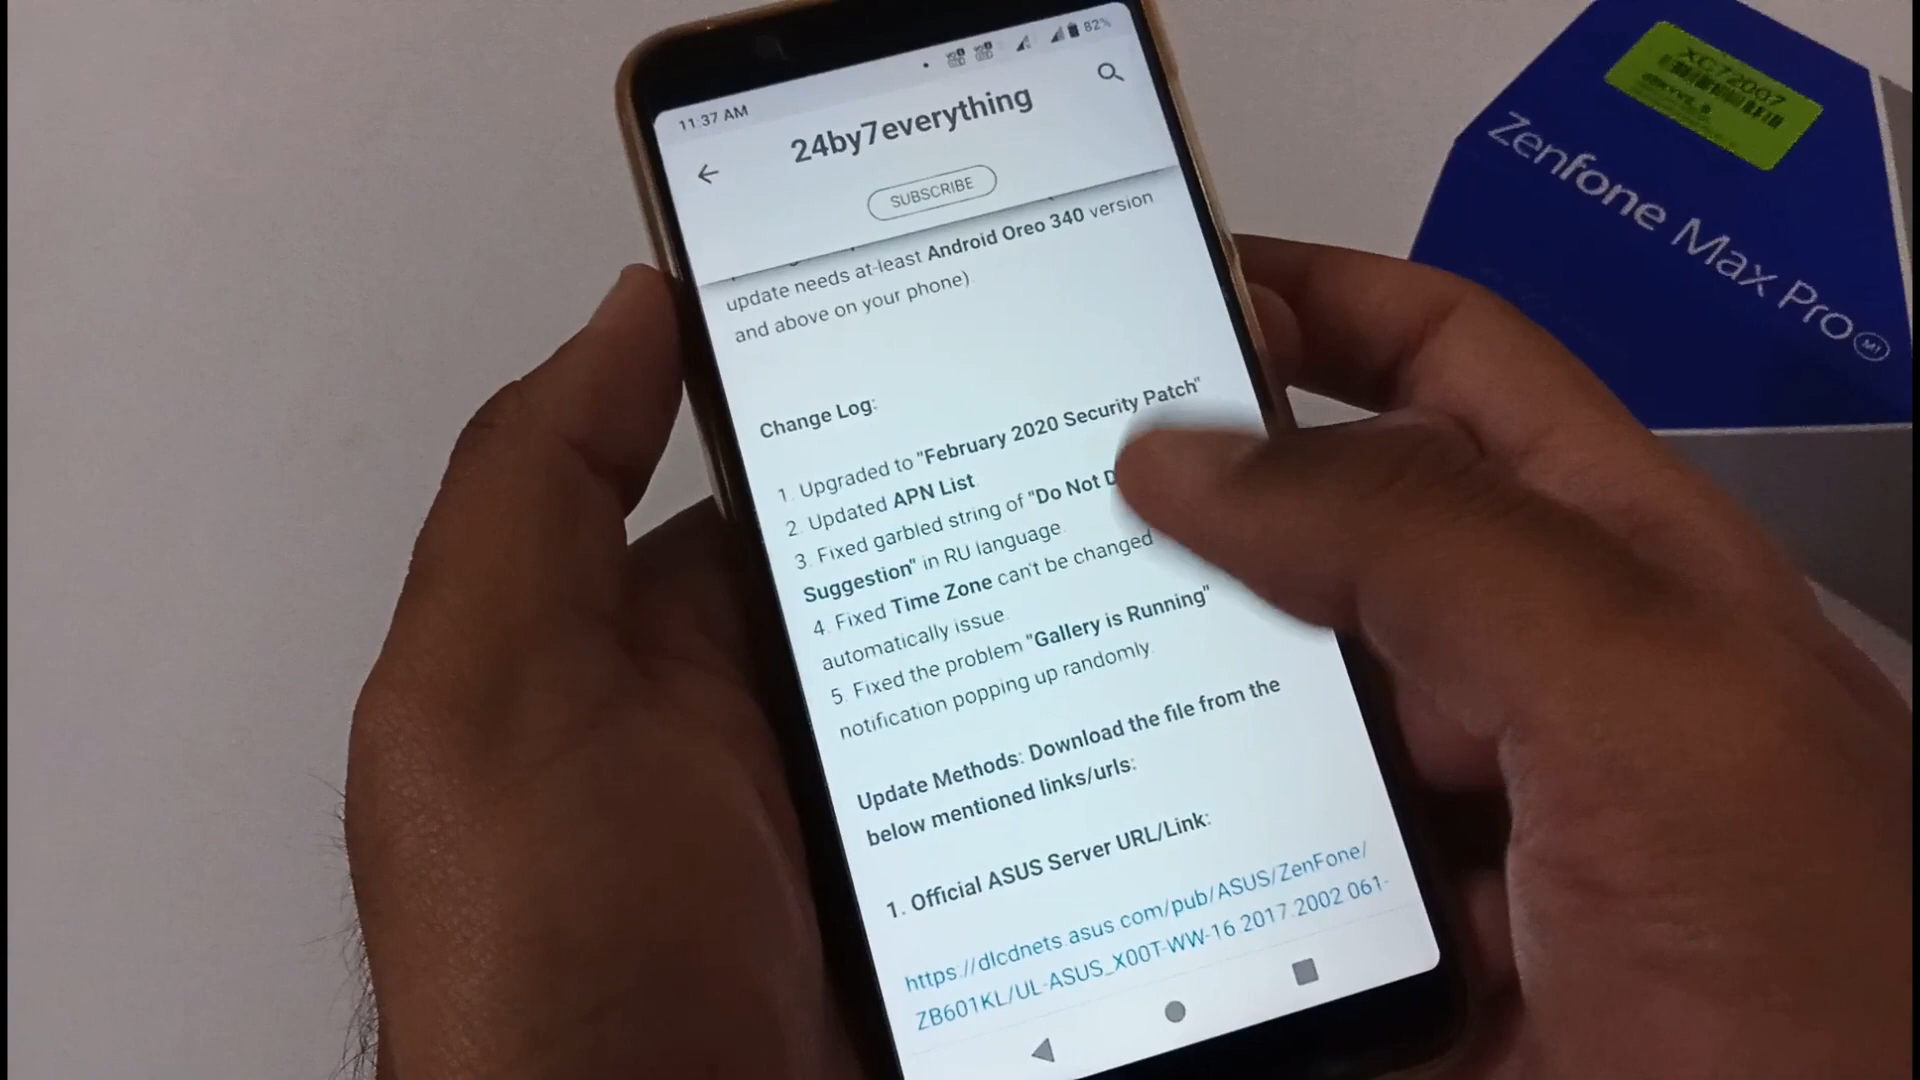 11:37 AM
82%
24by7everything
SUBSCRIBE
update needs at-least Android Oreo 340 version
and above on your phone)
Change Log:
1. Upgraded to "February 2020 Security Patch"
2. Updated APN List.
3. Fixed garbled string of "Do Not D
Suggestion" in RU language.
4. Fixed Time Zone can't be changed
automatically issue.
5. Fixed the problem "Gallery is Running"
notification popping up randomly.
Update Methods: Download the file from the
below mentioned links/urls:
1. Official ASUS Server URL/Link:
https://dlcdnets.asus.com/pub/ASUS/ZenFone/
ZB601KL/UL-ASUS_X00T-WW-16.2017.2002.061-
XC72007
Zenfone Max Pro
M1